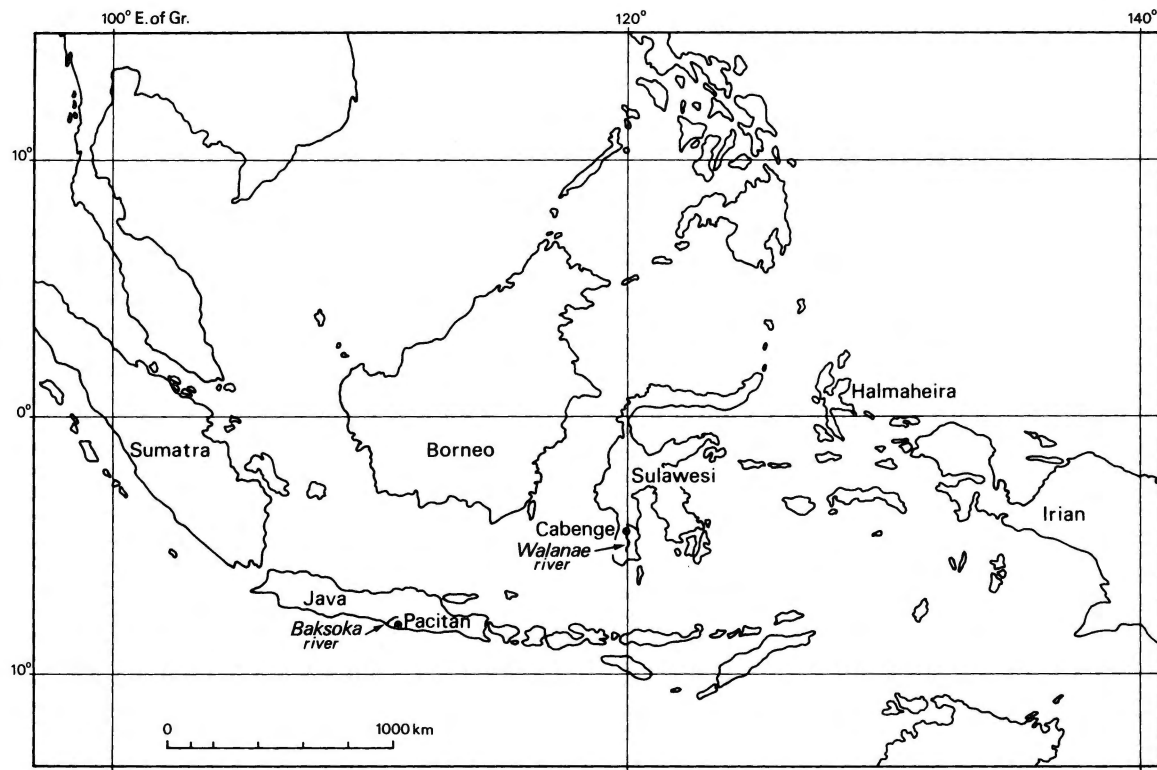 100° E. of Gr.
120°
140°
10°
Halmaheira
0°
Sumatra
Borneo
Sulawesi
Irian
Cabenge
Walanae
river
Java
Pacitan
Baksoka
river
10°
0
1000 km